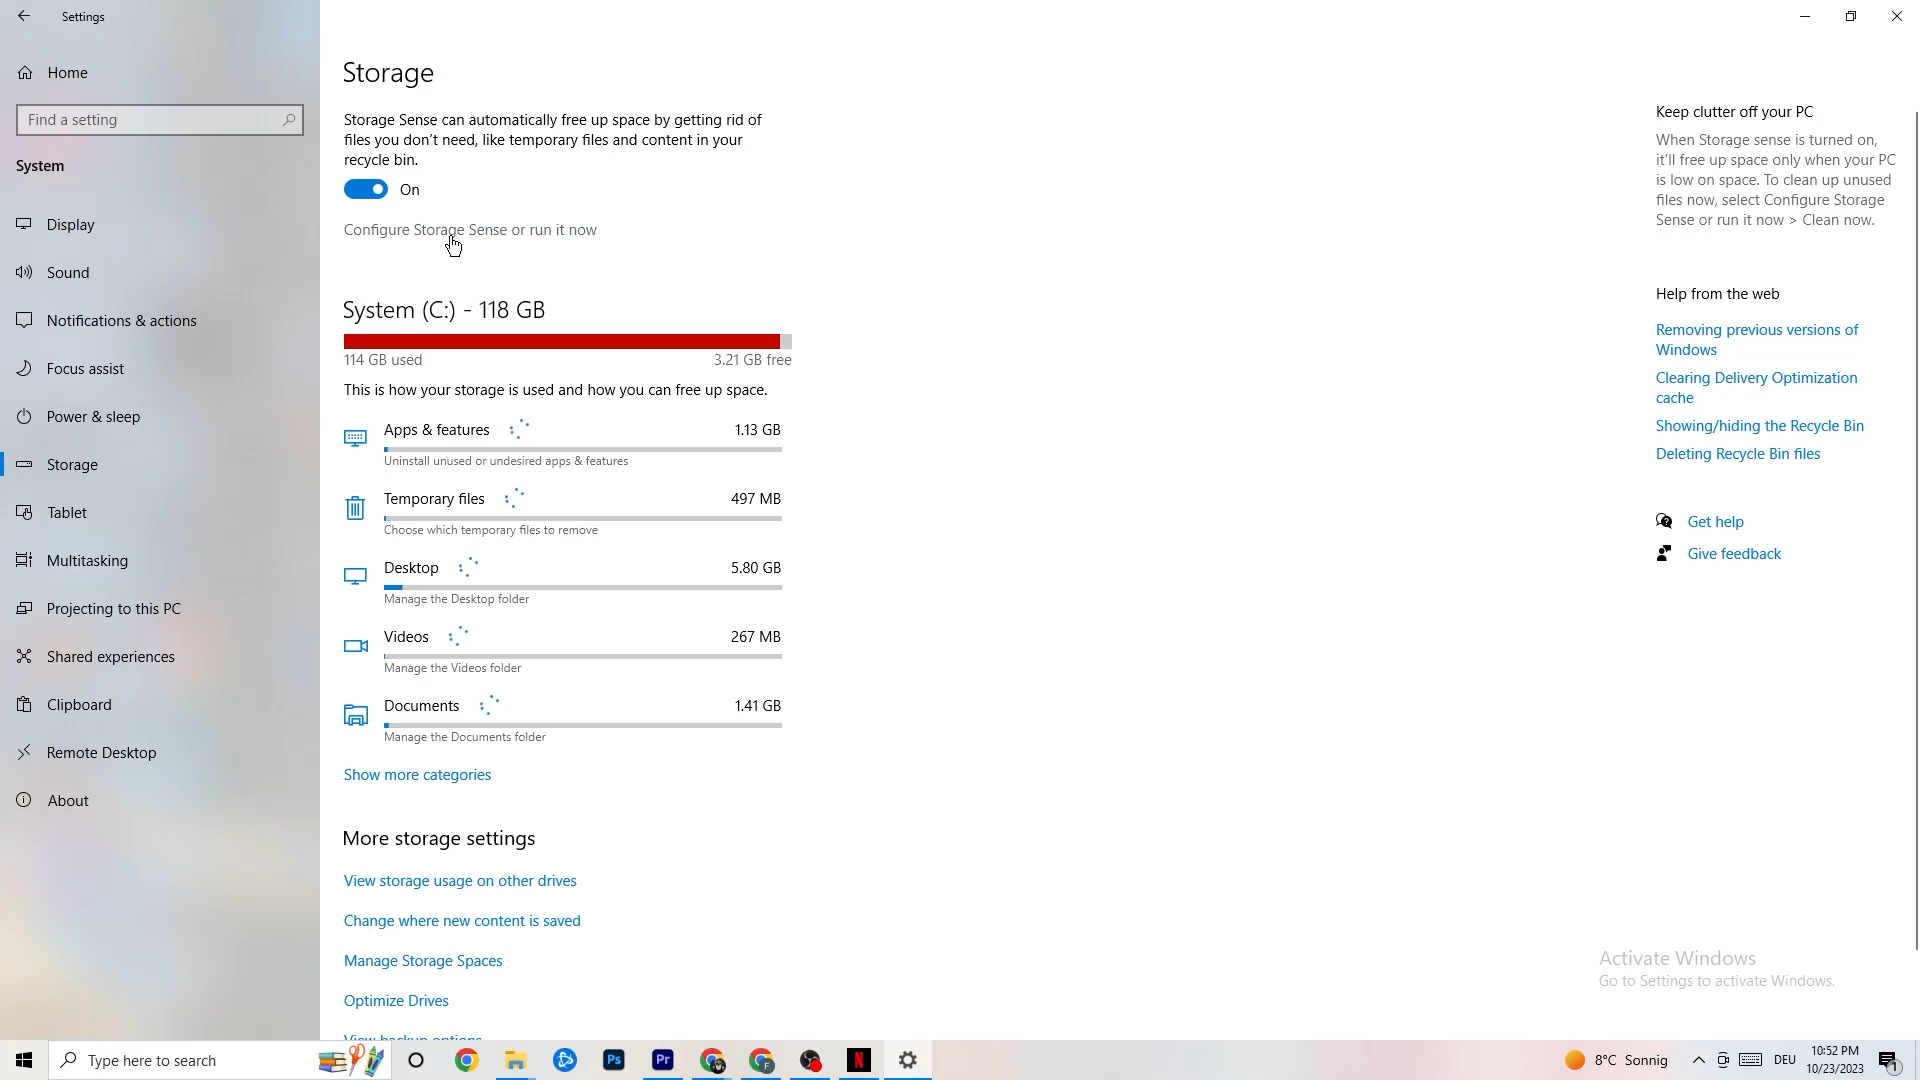 Settings
Home
Find a setting
System
Display
Sound
Notifications & actions
Focus assist
Power & sleep
Storage
Tablet
Multitasking
Projecting to this PC
Shared experiences
Clipboard
Remote Desktop
About
Storage
Storage Sense can automatically free up space by getting rid of
files you don't need, like temporary files and content in your
recycle bin.
On
Configure Storage Sense or run it now
System (C:) - 118 GB
114 GB used 3.21 GB free
This is how your storage is used and how you can free up space.
Apps & features 1.13 GB
Uninstall unused or undesired apps & features
Temporary files 497 MB
Choose which temporary files to remove
Desktop 5.80 GB
Manage the Desktop folder
Videos 267 MB
Manage the Videos folder
Documents 1.41 GB
Manage the Documents folder
Show more categories
More storage settings
View storage usage on other drives
Change where new content is saved
Manage Storage Spaces
Optimize Drives
View backup options
Keep clutter off your PC
When Storage sense is turned on,
it'll free up space only when your PC
is low on space. To clean up unused
files now, select Configure Storage
Sense or run it now > Clean now.
Help from the web
Removing previous versions of
Windows
Clearing Delivery Optimization
cache
Showing/hiding the Recycle Bin
Deleting Recycle Bin files
Get help
Give feedback
Activate Windows
Go to Settings to activate Windows.
Type here to search
Ps
Pr
F
N
8°C Sonnig
DEU
10:52 PM
10/23/2023
1